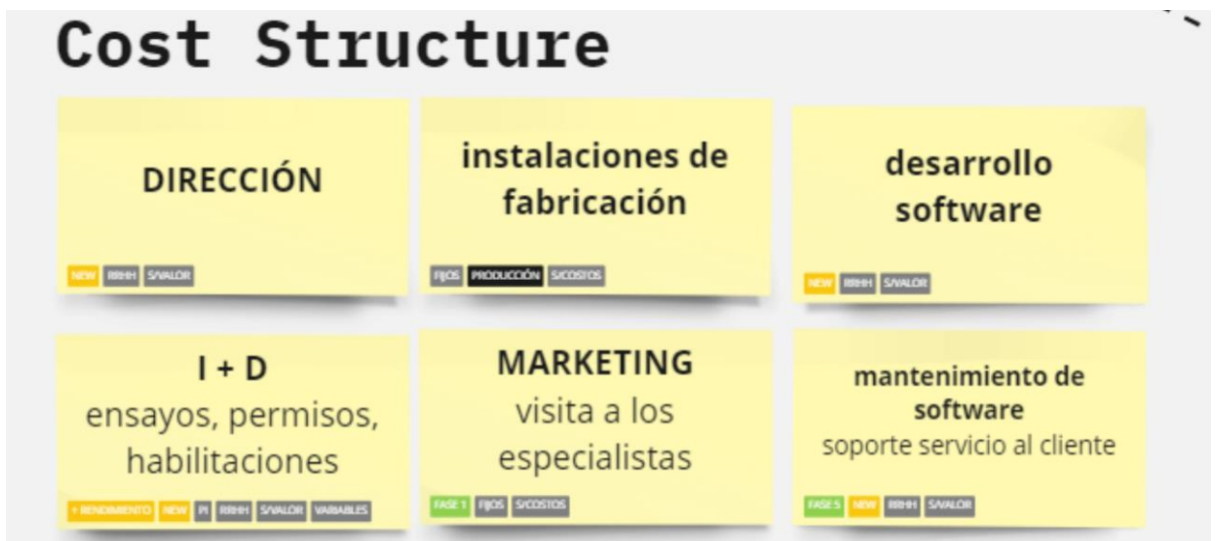 Cost Structure
DIRECCIÓN
NEW RRHH S/VALOR
instalaciones de
fabricación
FIJOS PRODUCCIÓN S/COSTOS
desarrollo
software
NEW RRHH S/VALOR
I + D
ensayos, permisos,
habilitaciones
+ RENDIMIENTO NEW PI RRHH S/VALOR VARIABLES
MARKETING
visita a los
especialistas
FASE 1 FIJOS S/COSTOS
mantenimiento de
software
soporte servicio al cliente
FASE 5 NEW RRHH S/VALOR